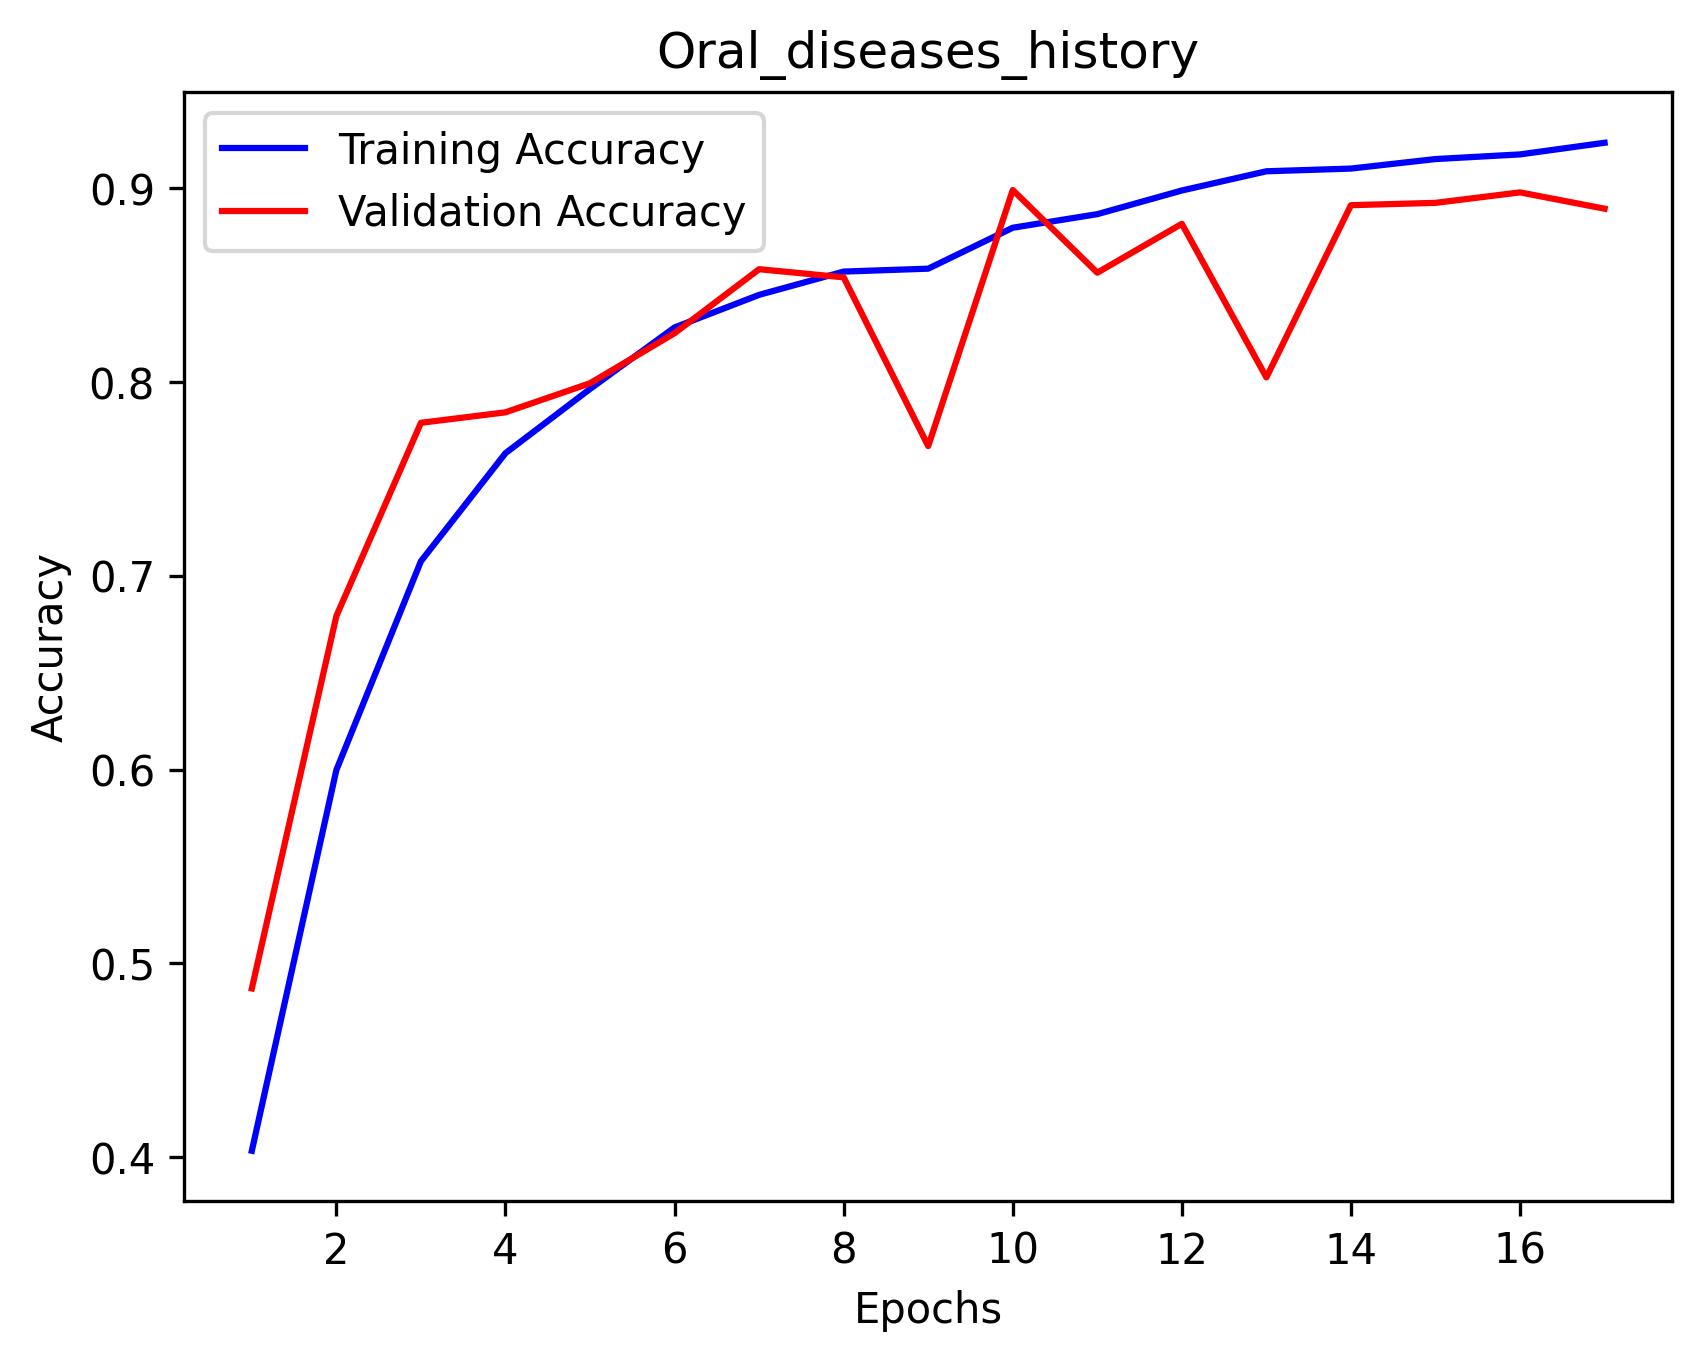 Oral_diseases_history
Training Accuracy
Validation Accuracy
0.9
0.8
0.7
0.6
0.5
0.4
Accuracy
2 4 6 8 10 12 14 16
Epochs